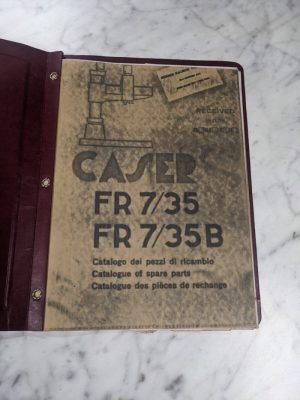 RECEIVED
CASER
FR 7/35
FR 7/35B
Catalogo dei pezzi di ricambio
Catalogue of spare parts
Catalogue des pièces de rechange